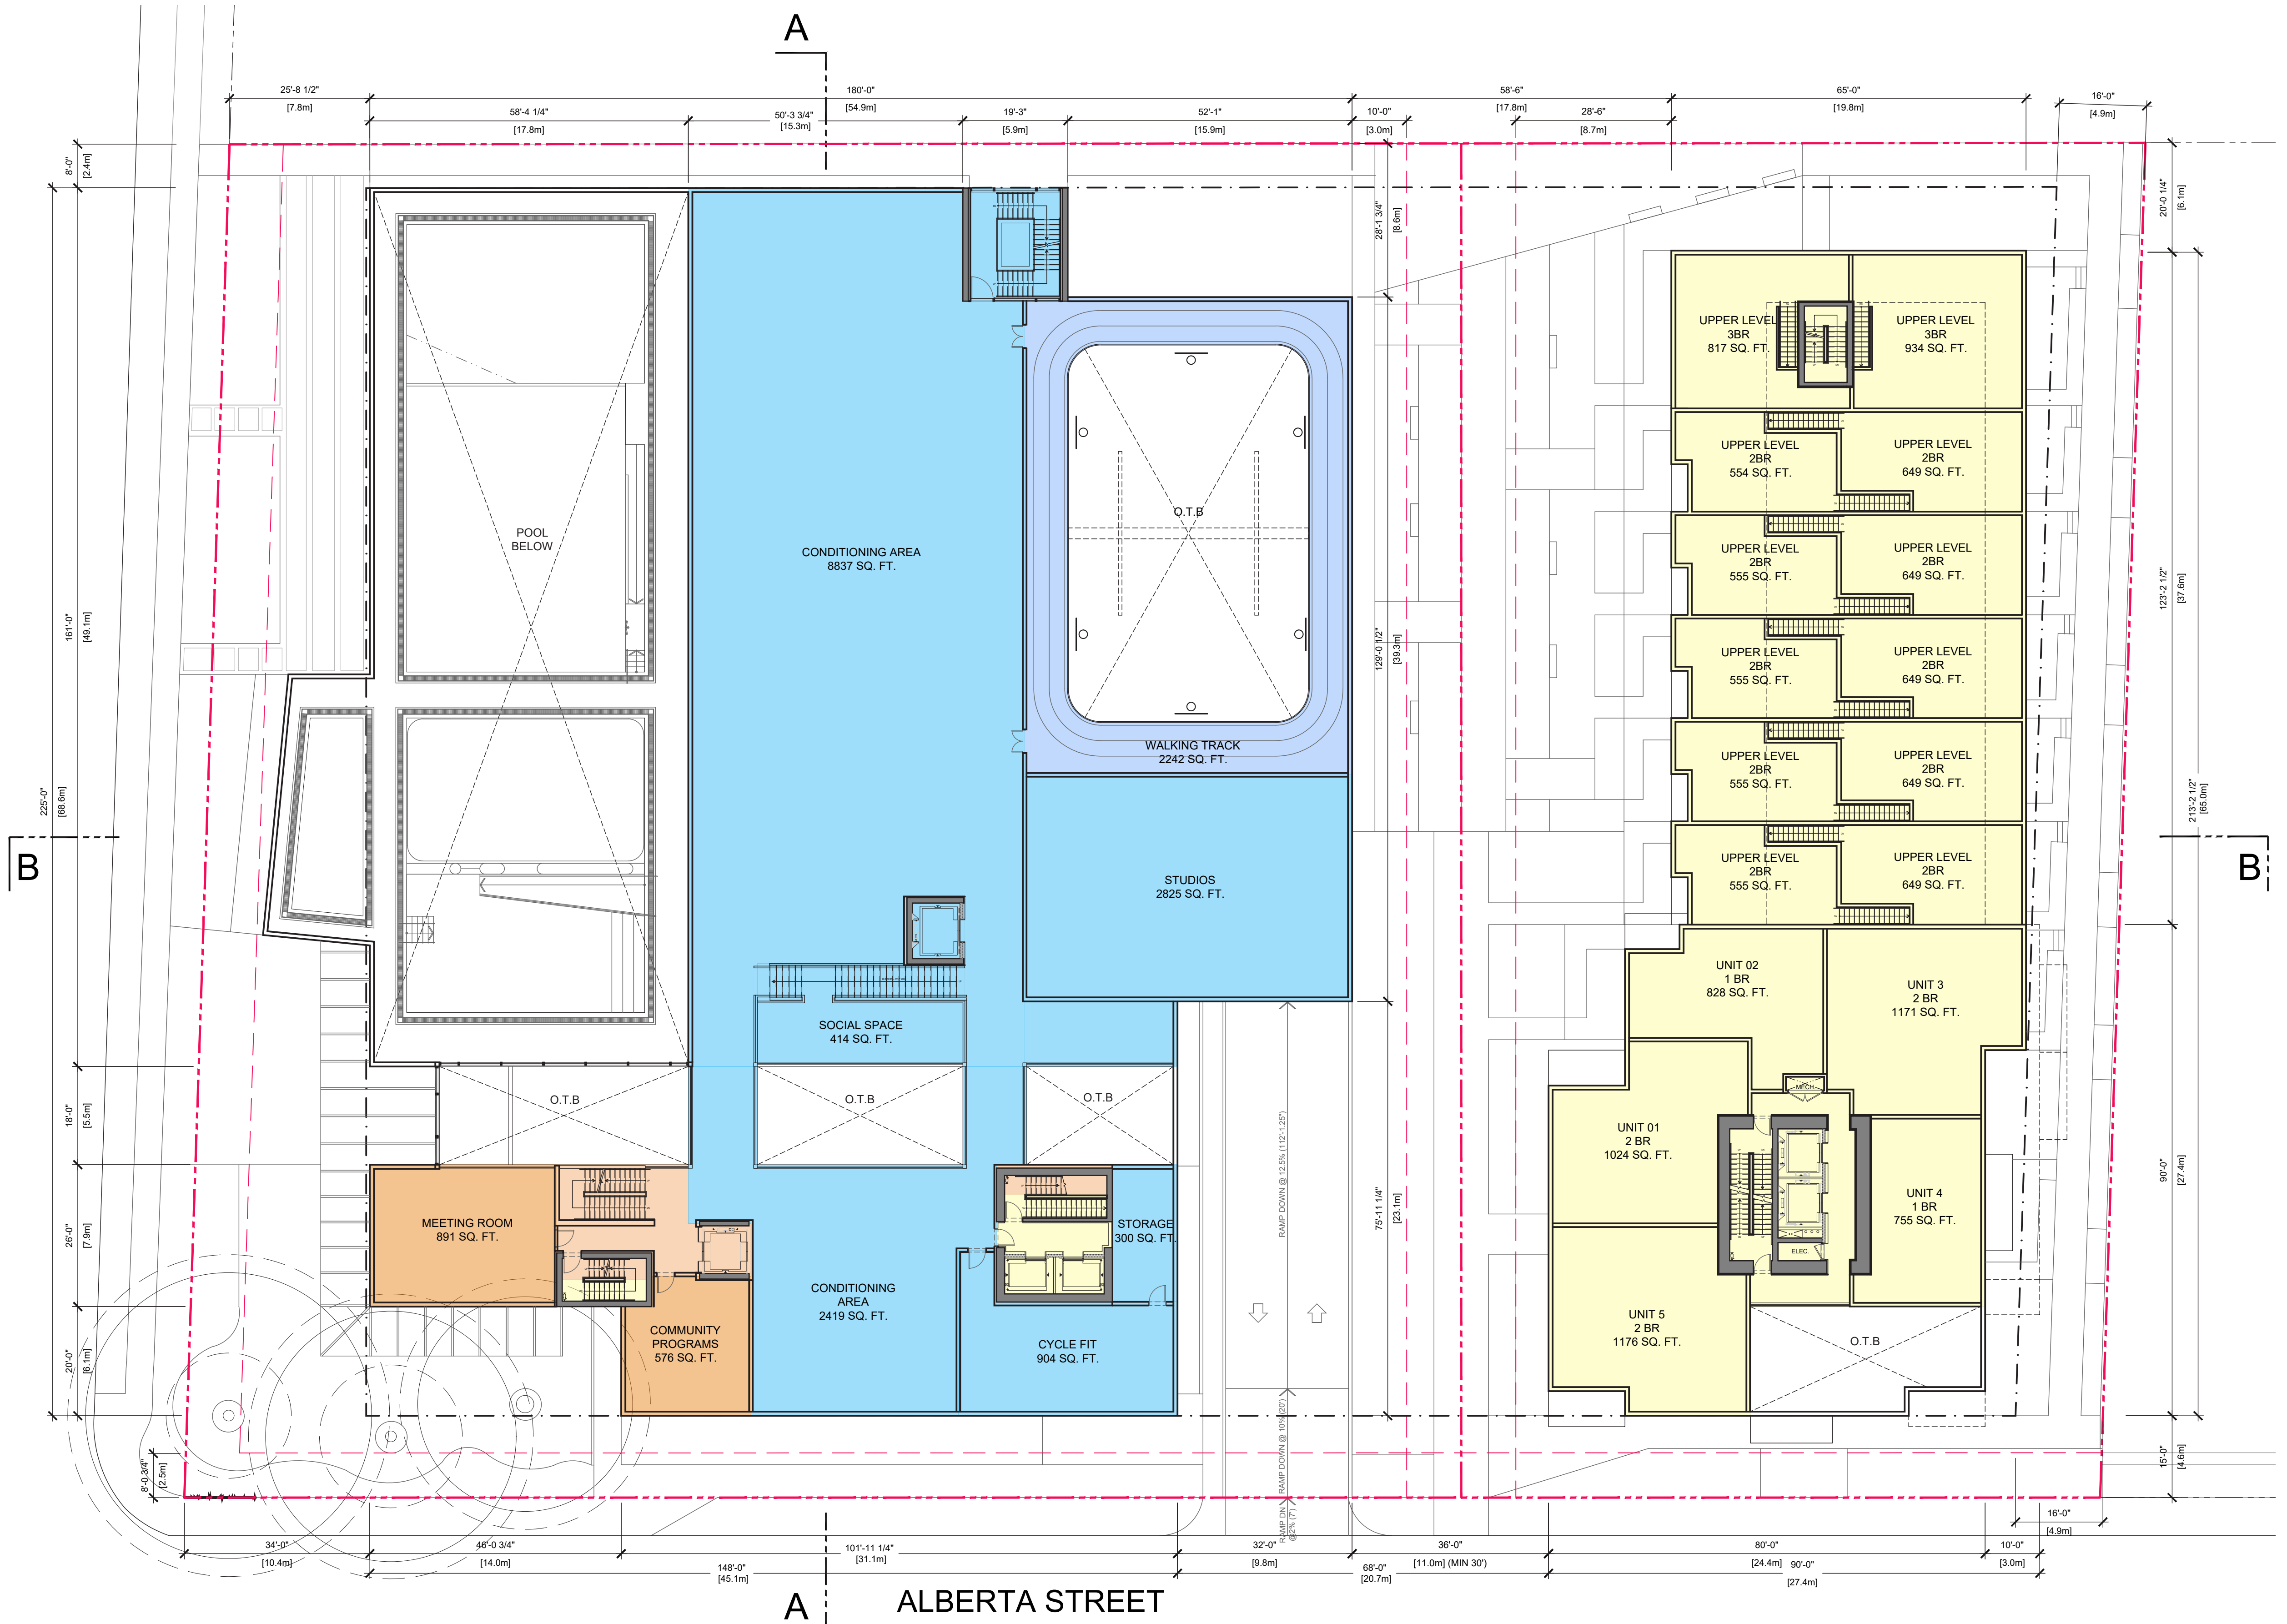 A
25'-8 1/2"
[7.8m]
180'-0"
[54.9m]
58'-6"
[17.8m]
65'-0"
[19.8m]
16'-0"
[4.9m]
58'-4 1/4"
[17.8m]
50'-3 3/4"
[15.3m]
19'-3"
[5.9m]
52'-1"
[15.9m]
10'-0"
[3.0m]
28'-6"
[8.7m]
8'-0"
[2.4m]
20'-0 1/4"
[6.1m]
28'-1 3/4"
[8.6m]
UPPER LEVEL
3BR
817 SQ. FT.
UPPER LEVEL
3BR
934 SQ. FT.
UPPER LEVEL
2BR
554 SQ. FT.
UPPER LEVEL
2BR
649 SQ. FT.
O.T.B
POOL
BELOW
CONDITIONING AREA
8837 SQ. FT.
UPPER LEVEL
2BR
555 SQ. FT.
UPPER LEVEL
2BR
649 SQ. FT.
123'-2 1/2"
[37.6m]
161'-0"
[49.1m]
129'-0 1/2"
[39.3m]
UPPER LEVEL
2BR
555 SQ. FT.
UPPER LEVEL
2BR
649 SQ. FT.
WALKING TRACK
2242 SQ. FT.
UPPER LEVEL
2BR
555 SQ. FT.
UPPER LEVEL
2BR
649 SQ. FT.
225'-0"
[68.6m]
213'-2 1/2"
[65.0m]
B
B
STUDIOS
2825 SQ. FT.
UPPER LEVEL
2BR
555 SQ. FT.
UPPER LEVEL
2BR
649 SQ. FT.
UNIT 02
1 BR
828 SQ. FT.
UNIT 3
2 BR
1171 SQ. FT.
SOCIAL SPACE
414 SQ. FT.
18'-0"
[5.5m]
O.T.B
O.T.B
O.T.B
MECH.
RAMP DOWN @ 12.5% (112'-1.25")
UNIT 01
2 BR
1024 SQ. FT.
90'-0"
[27.4m]
UNIT 4
1 BR
755 SQ. FT.
ELEC.
26'-0"
[7.9m]
MEETING ROOM
891 SQ. FT.
STORAGE
300 SQ. FT.
75'-11 1/4"
[23.1m]
CONDITIONING
AREA
2419 SQ. FT.
UNIT 5
2 BR
1176 SQ. FT.
O.T.B
20'-0"
[6.1m]
COMMUNITY
PROGRAMS
576 SQ. FT.
CYCLE FIT
904 SQ. FT.
RAMP DOWN @ 10% (20')
8'-0 3/4"
[2.5m]
15'-0"
[4.6m]
RAMP DN
@2% (7')
16'-0"
[4.9m]
34'-0"
[10.4m]
46'-0 3/4"
[14.0m]
101'-11 1/4"
[31.1m]
32'-0"
[9.8m]
36'-0"
[11.0m] (MIN 30')
80'-0"
[24.4m]
10'-0"
[3.0m]
148'-0"
[45.1m]
68'-0"
[20.7m]
90'-0"
[27.4m]
A
ALBERTA STREET